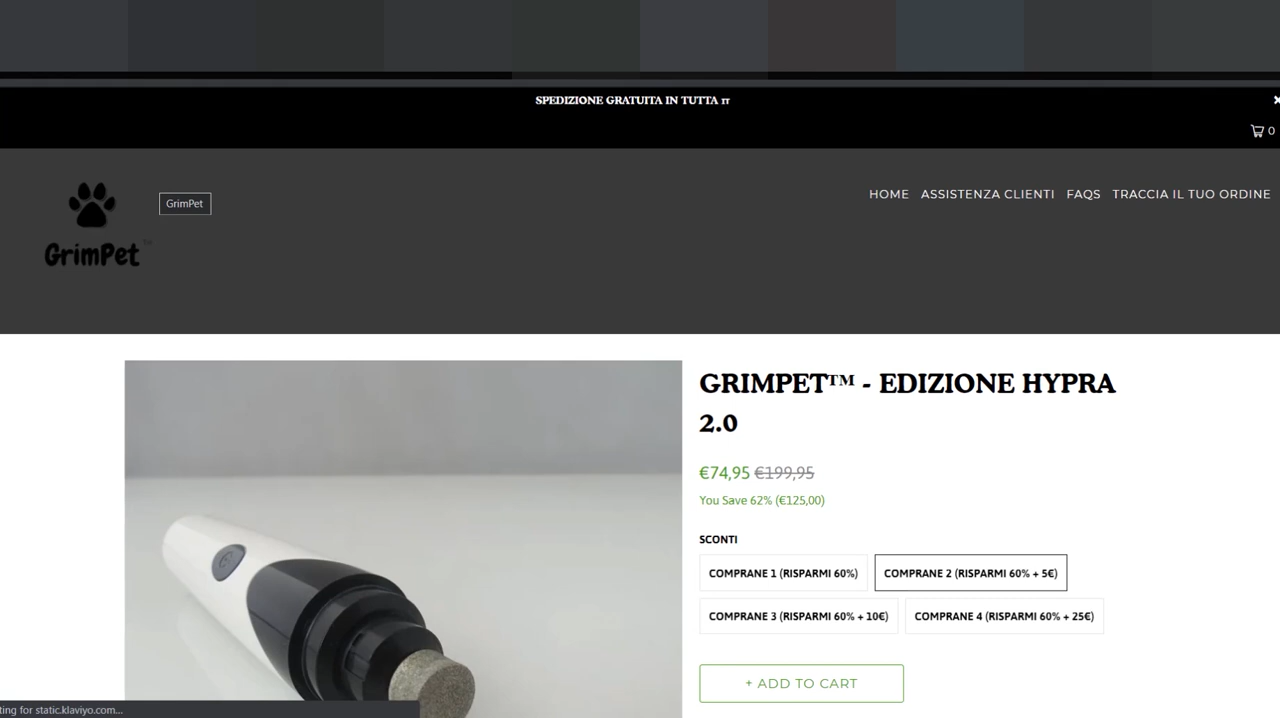 SPEDIZIONE GRATUITA IN TUTTA IT
0
GrimPet™
GrimPet
HOME ASSISTENZA CLIENTI FAQS TRACCIA IL TUO ORDINE
GRIMPET™ - EDIZIONE HYPRA
2.0
€74,95 €199,95
You Save 62% (€125,00)
SCONTI
COMPRANE 1 (RISPARMI 60%) COMPRANE 2 (RISPARMI 60% + 5€)
COMPRANE 3 (RISPARMI 60% + 10€) COMPRANE 4 (RISPARMI 60% + 25€)
+ ADD TO CART
ting for static.klaviyo.com...